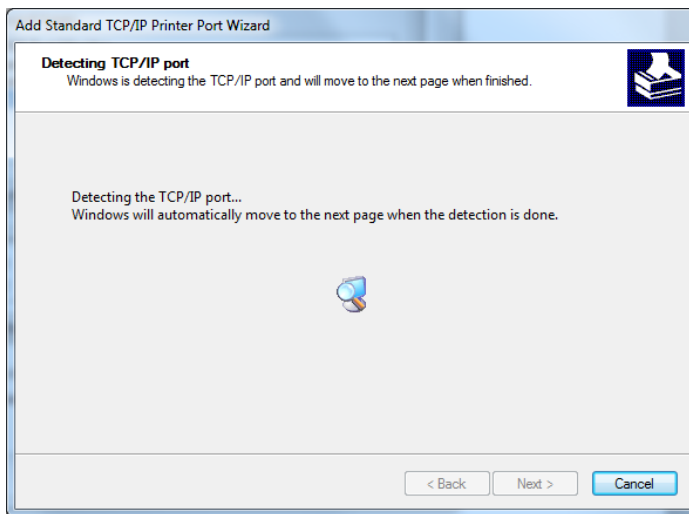 Add Standard TCP/IP Printer Port Wizard
Detecting TCP/IP port
Windows is detecting the TCP/IP port and will move to the next page when finished.
Detecting the TCP/IP port...
Windows will automatically move to the next page when the detection is done.
< Back Next > Cancel